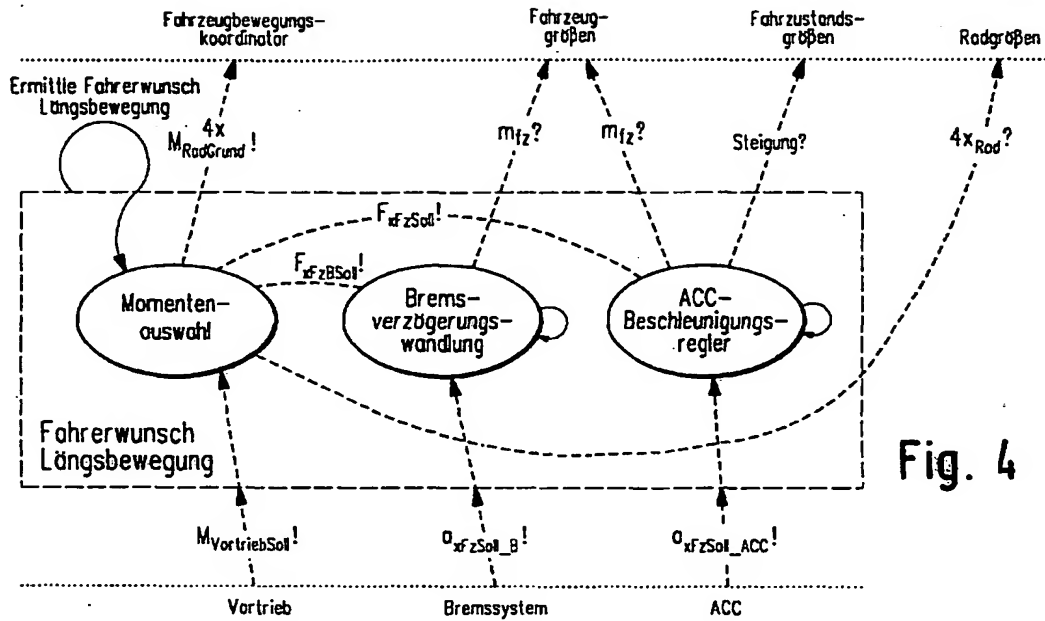 Fahrzeugbewegungs-
koordinator
Fahrzeug-
größen
Fahrzustands-
größen
Radgrößen
Ermittle Fahrerwunsch
Längsbewegung
4x
M_RadGrund!
m_fz?
m_fz?
Steigung?
4x_Rad?
F_xFzSoll!
F_xFzBSoll!
Momenten-
auswahl
Brems-
verzögerungs-
wandlung
ACC-
Beschleunigungs-
regler
Fahrerwunsch
Längsbewegung
Fig. 4
M_VortriebSoll!
a_xFzSoll_B!
a_xFzSoll_ACC!
Vortrieb
Bremssystem
ACC